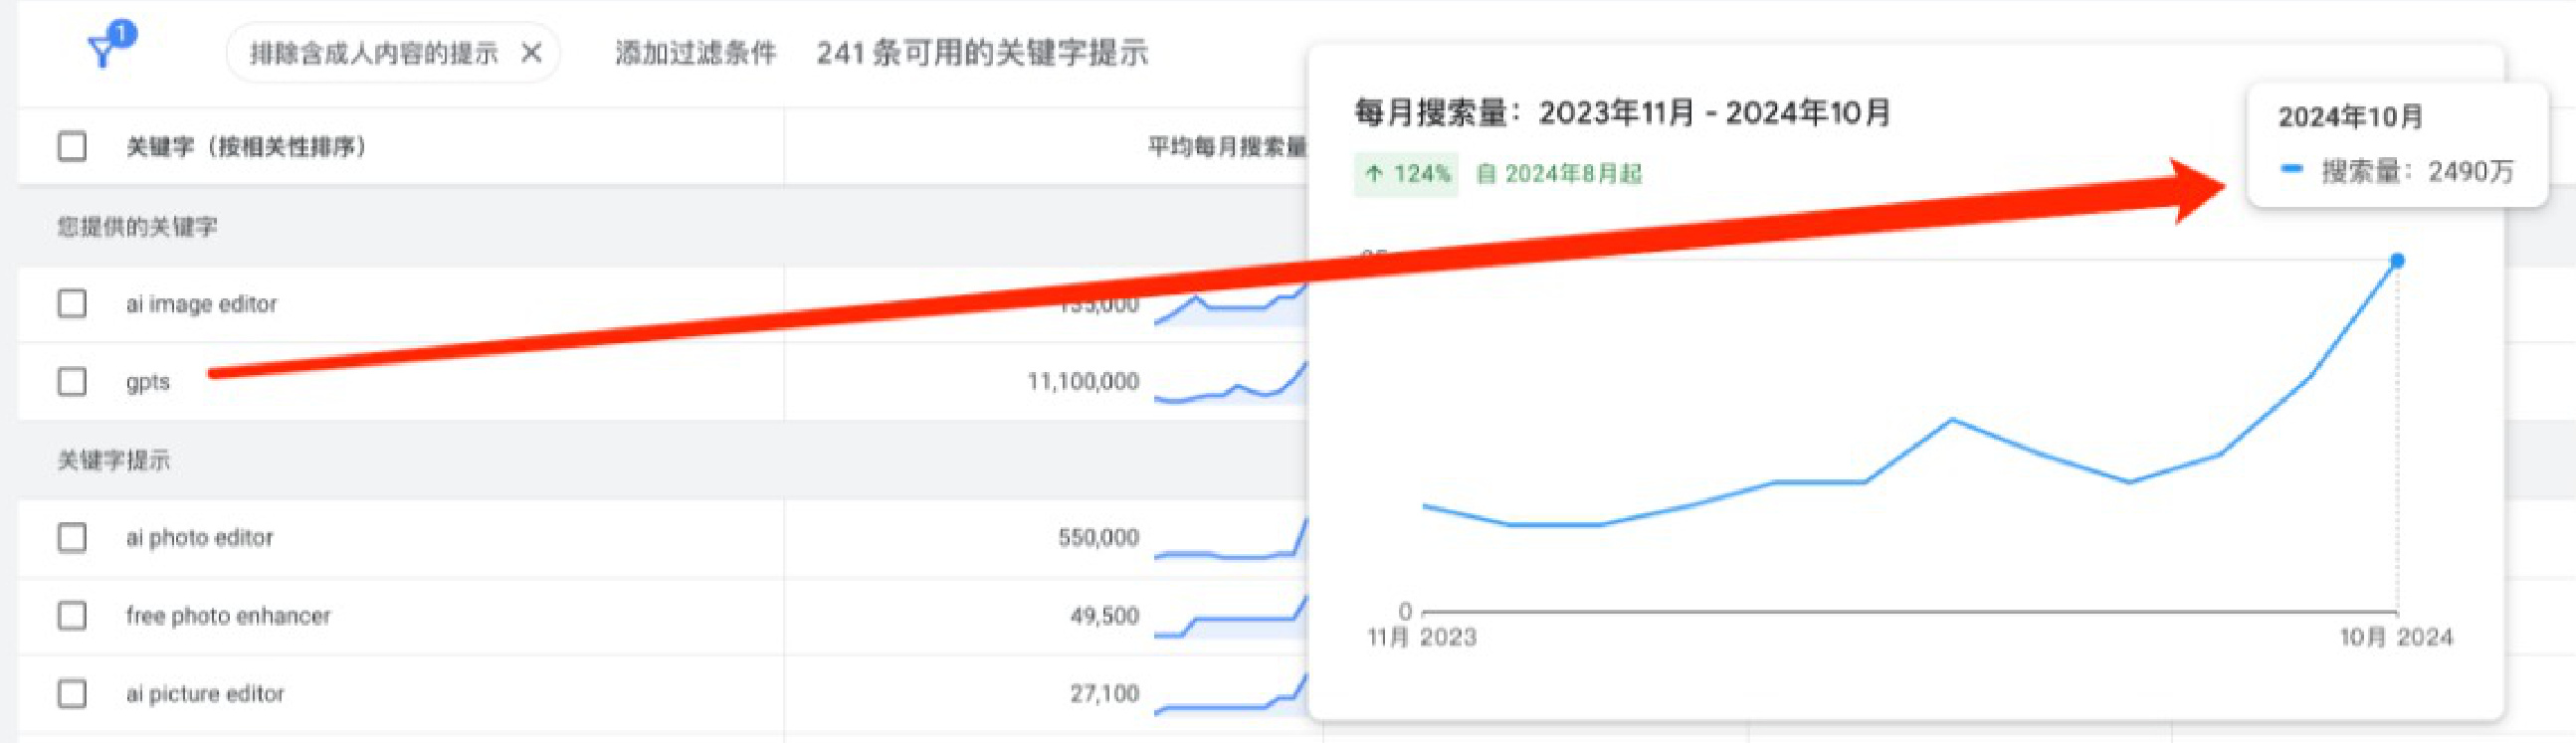 1
排除含成人内容的提示 ✕ 添加过滤条件 241 条可用的关键字提示
关键字（按相关性排序） 平均每月搜索量
您提供的关键字
ai image editor 135,000
gpts 11,100,000
关键字提示
ai photo editor 550,000
free photo enhancer 49,500
ai picture editor 27,100
每月搜索量：2023年11月 - 2024年10月
↑ 124% 自 2024年8月起
2024年10月
搜索量：2490万
0
11月 2023 10月 2024